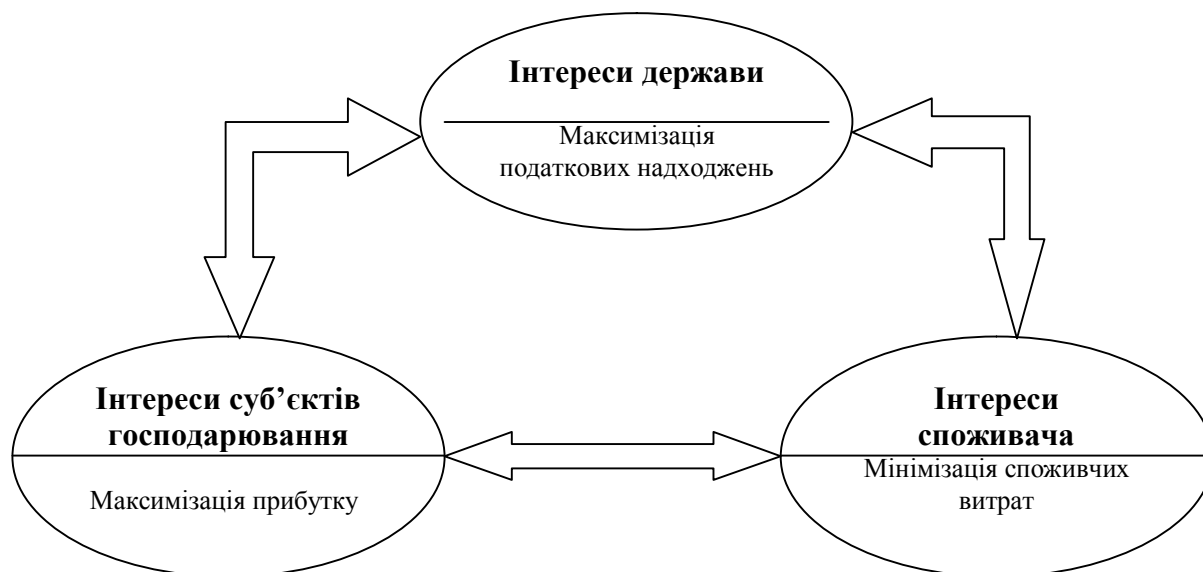 Інтереси держави
Максимізація
податкових надходжень
Інтереси суб’єктів
господарювання
Максимізація прибутку
Інтереси
споживача
Мінімізація споживчих
витрат